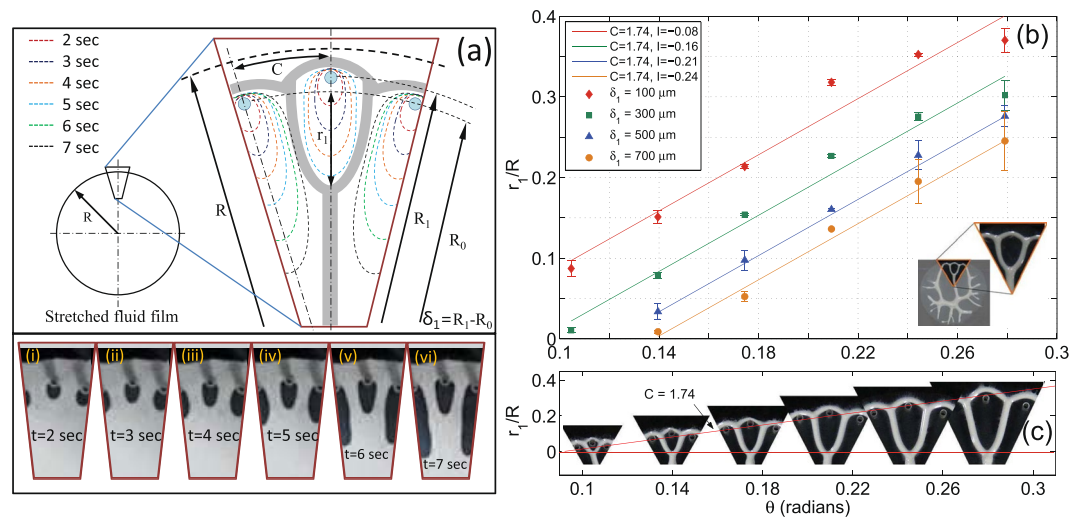 (a)
2 sec
3 sec
4 sec
5 sec
6 sec
7 sec
C
r1
R
R1
R0
R
Stretched fluid film
δ1=R1-R0
(i)
(ii)
(iii)
(iv)
(v)
(vi)
t=2 sec
t=3 sec
t=4 sec
t=5 sec
t=6 sec
t=7 sec
(b)
C=1.74, I=−0.08
C=1.74, I=−0.16
C=1.74, I=−0.21
C=1.74, I=−0.24
δ1 = 100 μm
δ1 = 300 μm
δ1 = 500 μm
δ1 = 700 μm
r1/R
0.4
0.3
0.2
0.1
0
0.1
0.14
0.18
0.22
0.26
0.3
(c)
C = 1.74
r1/R
0.4
0.2
0
0.1
0.14
0.18
0.22
0.26
0.3
θ (radians)